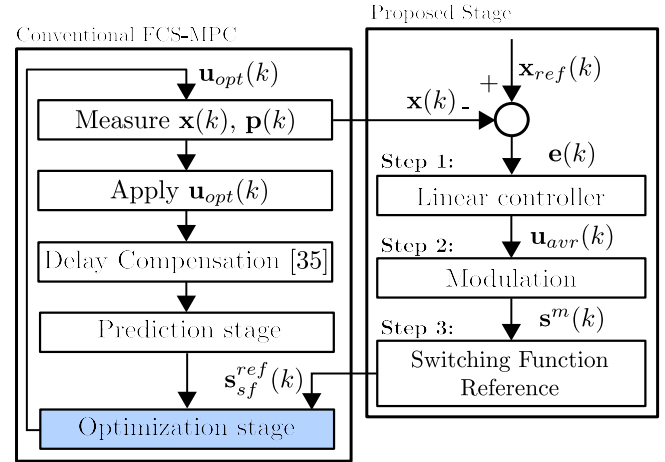 Conventional FCS-MPC
u_opt(k)
Measure x(k), p(k)
Apply u_opt(k)
Delay Compensation [35]
Prediction stage
s_sf^ref(k)
Optimization stage
Proposed Stage
x_ref(k)
+
x(k) -
e(k)
Step 1:
Linear controller
u_avr(k)
Step 2:
Modulation
s^m(k)
Step 3:
Switching Function
Reference